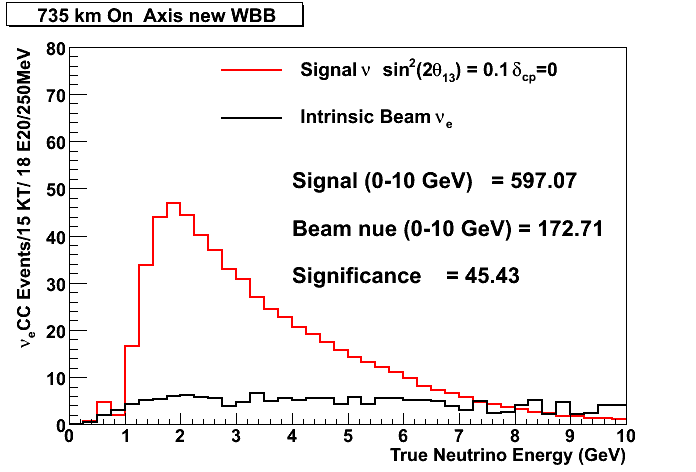 735 km On Axis new WBB
80
70
60
50
40
30
20
10
0
ν_e CC Events/15 KT/ 18 E20/250MeV
Signal ν sin²(2θ₁₃) = 0.1 δ_cp=0
Intrinsic Beam ν_e
Signal (0-10 GeV) = 597.07
Beam nue (0-10 GeV) = 172.71
Significance = 45.43
0 1 2 3 4 5 6 7 8 9 10
True Neutrino Energy (GeV)